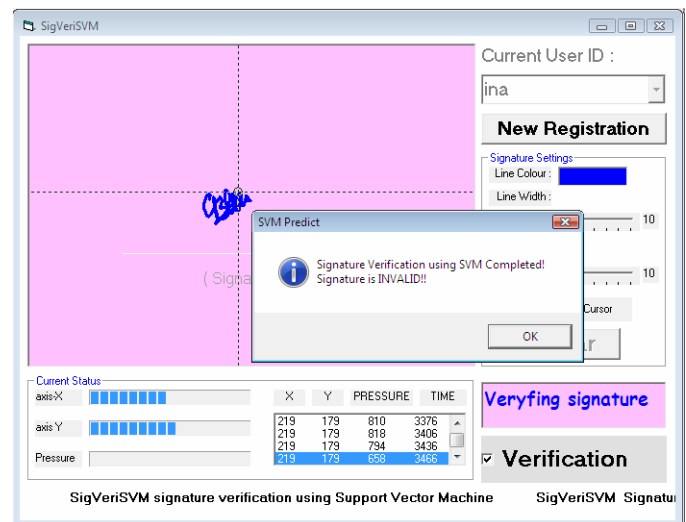 SigVeriSVM
Current User ID :
ina
New Registration
Signature Settings
Line Colour :
Line Width :
10
SVM Predict
Signature Verification using SVM Completed!
Signature is INVALID!!
( Signa
10
Cursor
OK
Current Status
axis-X
axis Y
Pressure
X Y PRESSURE TIME
219 179 810 3376
219 179 818 3406
219 179 794 3436
219 179 658 3466
Veryfing signature
Verification
SigVeriSVM signature verification using Support Vector Machine SigVeriSVM Signatu